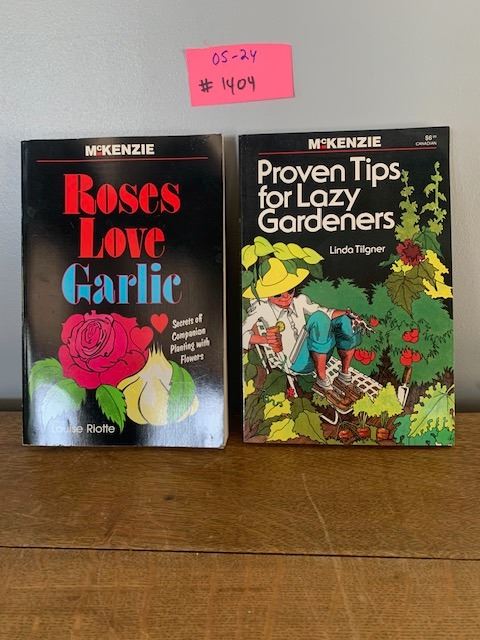 05-24
# 1404
McKENZIE
Roses
Love
Garlic
Secrets of
Companion
Planting with
Flowers
Louise Riotte
McKENZIE
$6.95
CANADIAN
Proven Tips
for Lazy
Gardeners
Linda Tilgner